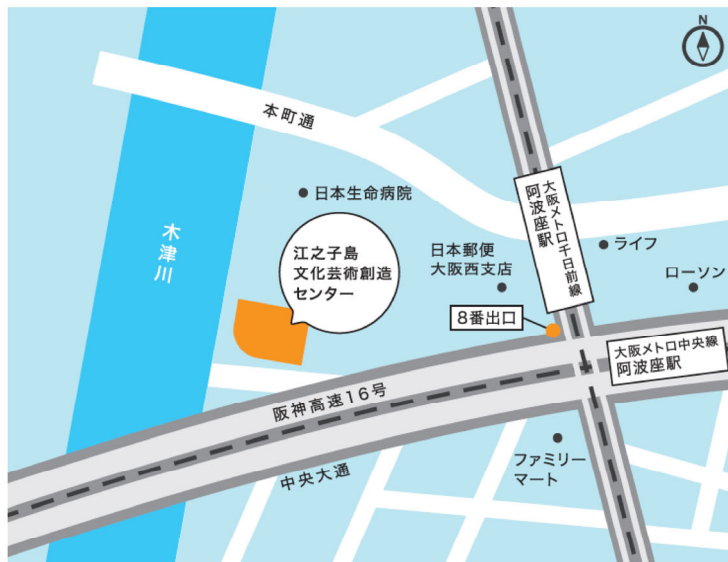 N
本町通
日本生命病院
木津川
江之子島
文化芸術創造
センター
日本郵便
大阪西支店
大阪メトロ千日前線
阿波座駅
ライフ
ローソン
8番出口
大阪メトロ中央線
阿波座駅
阪神高速16号
中央大通
ファミリー
マート